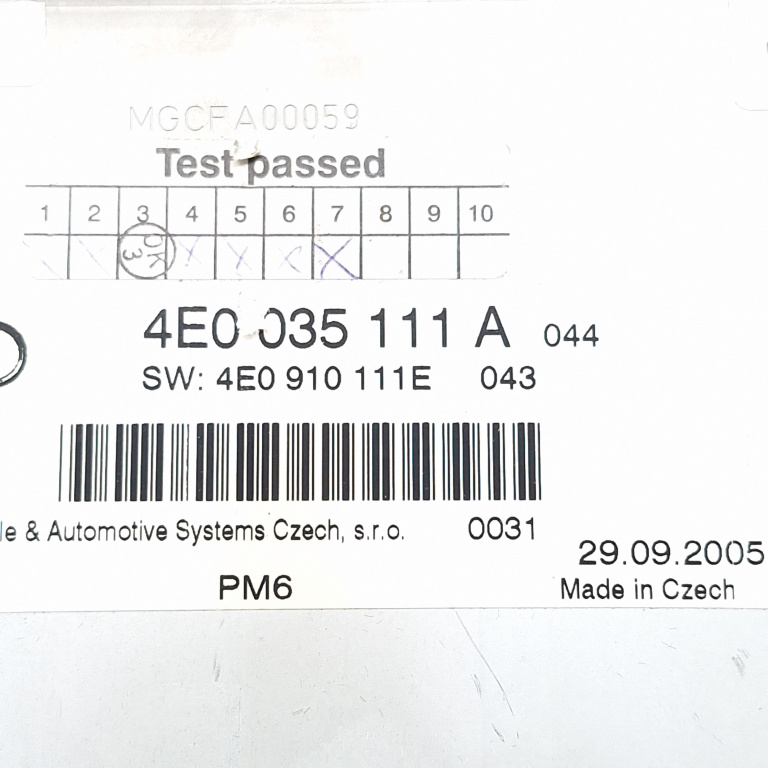 MGCFA00059
Test passed
1 2 3 4 5 6 7 8 9 10
OK 3
4E0 035 111 A 044
SW: 4E0 910 111E 043
& Automotive Systems Czech, s.r.o. 0031
29.09.2005
PM6
Made in Czech